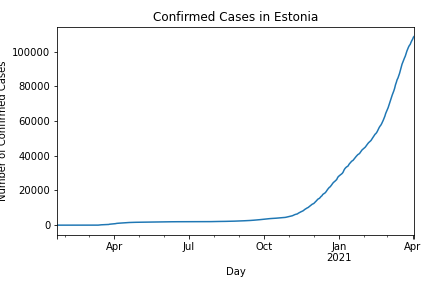 Confirmed Cases in Estonia
Number of Confirmed Cases
100000
80000
60000
40000
20000
0
Apr
Jul
Oct
Jan
2021
Apr
Day